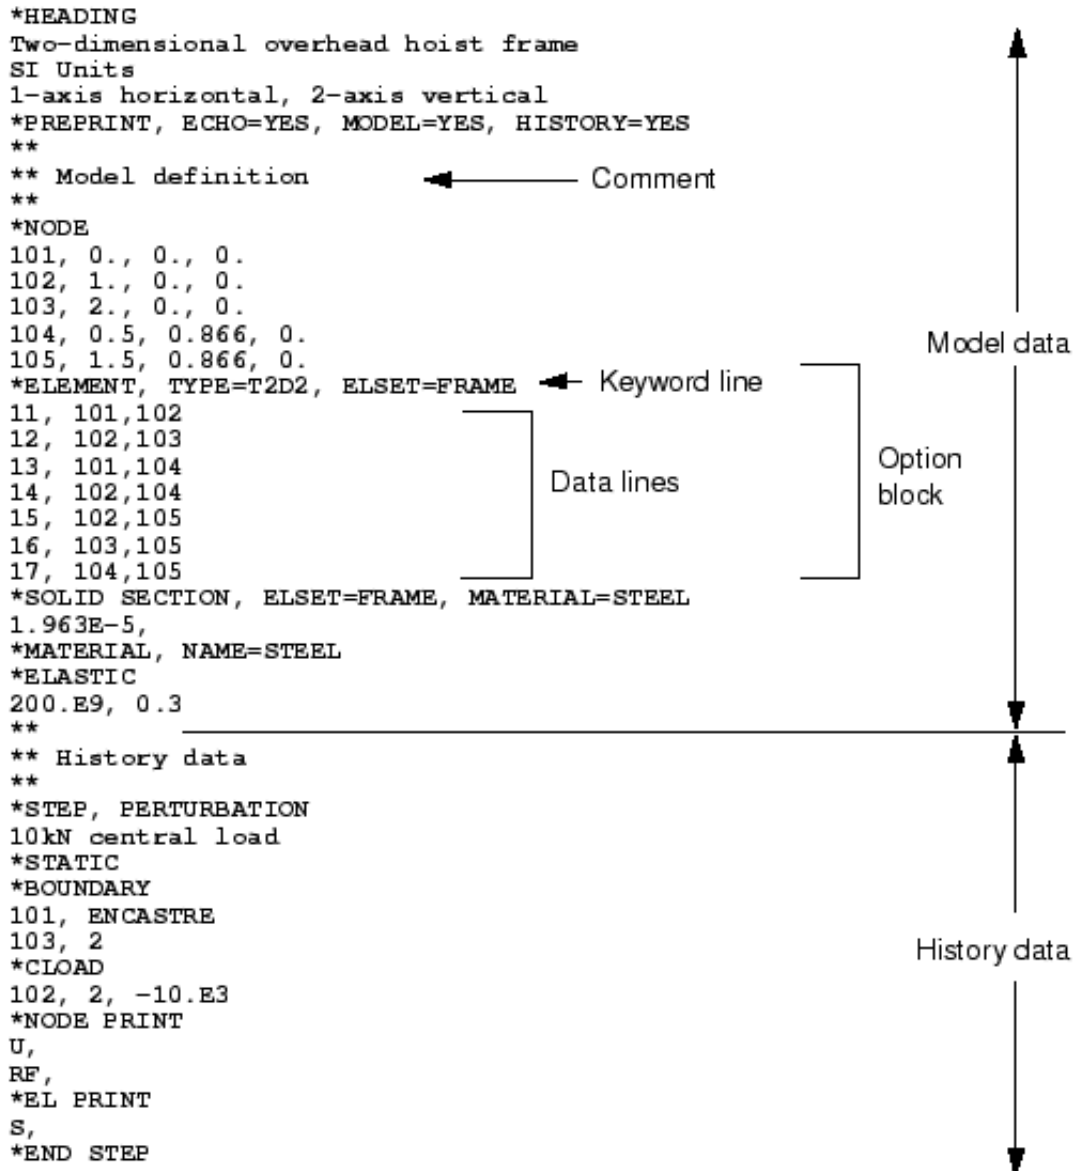 *HEADING
Two-dimensional overhead hoist frame
SI Units
1-axis horizontal, 2-axis vertical
*PREPRINT, ECHO=YES, MODEL=YES, HISTORY=YES
**
** Model definition
Comment
**
*NODE
101, 0., 0., 0.
102, 1., 0., 0.
103, 2., 0., 0.
104, 0.5, 0.866, 0.
105, 1.5, 0.866, 0.
Model data
*ELEMENT, TYPE=T2D2, ELSET=FRAME
Keyword line
11, 101,102
12, 102,103
13, 101,104
14, 102,104
15, 102,105
16, 103,105
17, 104,105
Data lines
Option
block
*SOLID SECTION, ELSET=FRAME, MATERIAL=STEEL
1.963E-5,
*MATERIAL, NAME=STEEL
*ELASTIC
200.E9, 0.3
**
** History data
**
*STEP, PERTURBATION
10kN central load
*STATIC
*BOUNDARY
101, ENCASTRE
103, 2
History data
*CLOAD
102, 2, -10.E3
*NODE PRINT
U,
RF,
*EL PRINT
S,
*END STEP